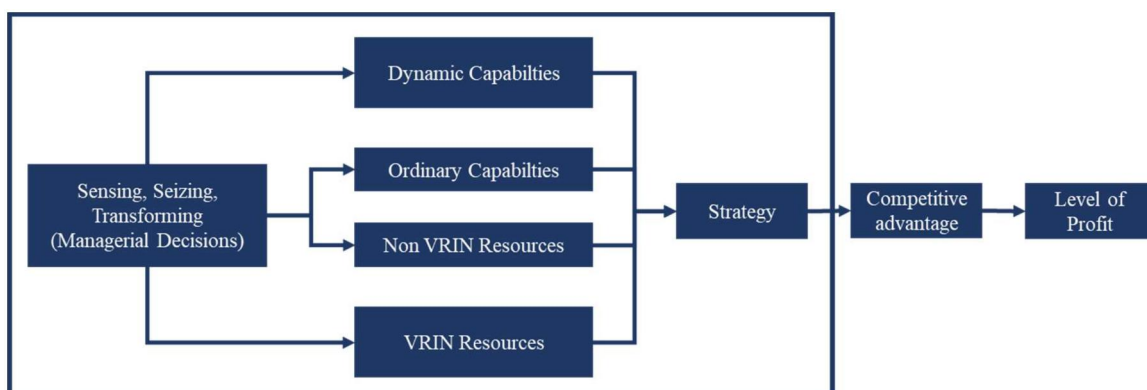 Dynamic Capabilties
Sensing, Seizing,
Transforming
(Managerial Decisions)
Ordinary Capabilties
Non VRIN Resources
VRIN Resources
Strategy
Competitive
advantage
Level of
Profit